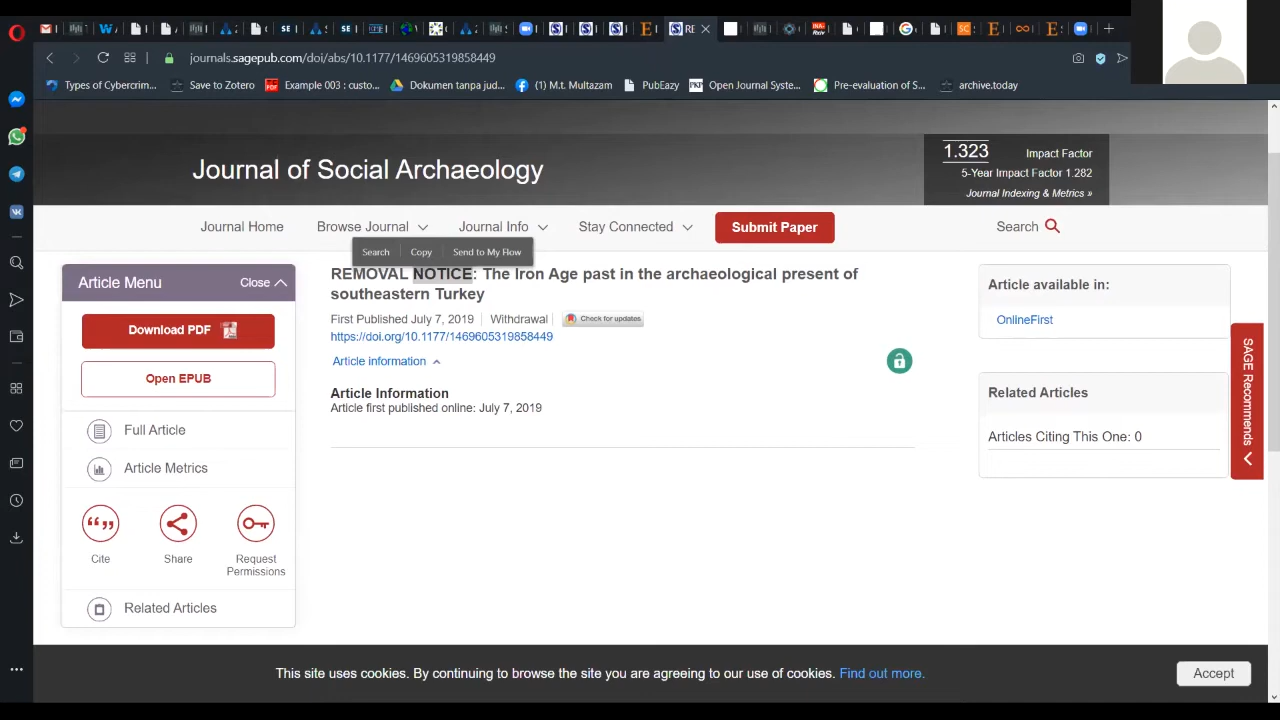 journals.sagepub.com/doi/abs/10.1177/1469605319858449
Types of Cybercrim... Save to Zotero Example 003 : custo... Dokumen tanpa jud... (1) M.t. Multazam PubEazy Open Journal Syste... Pre-evaluation of S... archive.today
Journal of Social Archaeology
1.323 Impact Factor
5-Year Impact Factor 1.282
Journal Indexing & Metrics »
Journal Home Browse Journal Journal Info Stay Connected Submit Paper Search
Search Copy Send to My Flow
Article Menu Close
Download PDF
Open EPUB
Full Article
Article Metrics
Cite Share Request
Permissions
Related Articles
REMOVAL NOTICE: The Iron Age past in the archaeological present of
southeastern Turkey
First Published July 7, 2019 Withdrawal Check for updates
https://doi.org/10.1177/1469605319858449
Article information
Article Information
Article first published online: July 7, 2019
Article available in:
OnlineFirst
Related Articles
Articles Citing This One: 0
SAGE Recommends
This site uses cookies. By continuing to browse the site you are agreeing to our use of cookies. Find out more.
Accept